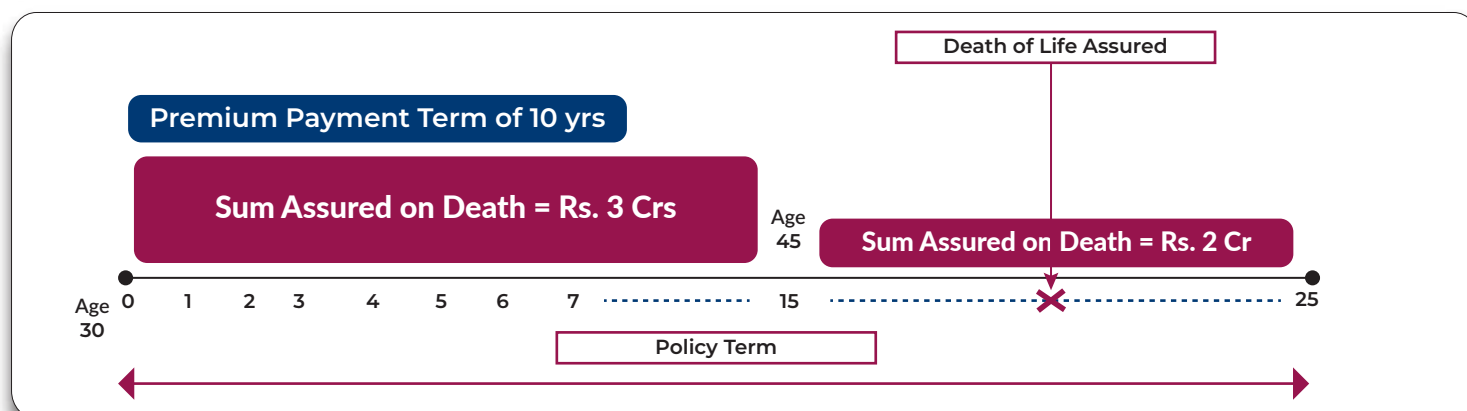 Death of Life Assured
Premium Payment Term of 10 yrs
Sum Assured on Death = Rs. 3 Crs
Age
45
Sum Assured on Death = Rs. 2 Cr
Age
30
0 1 2 3 4 5 6 7 15 25
Policy Term